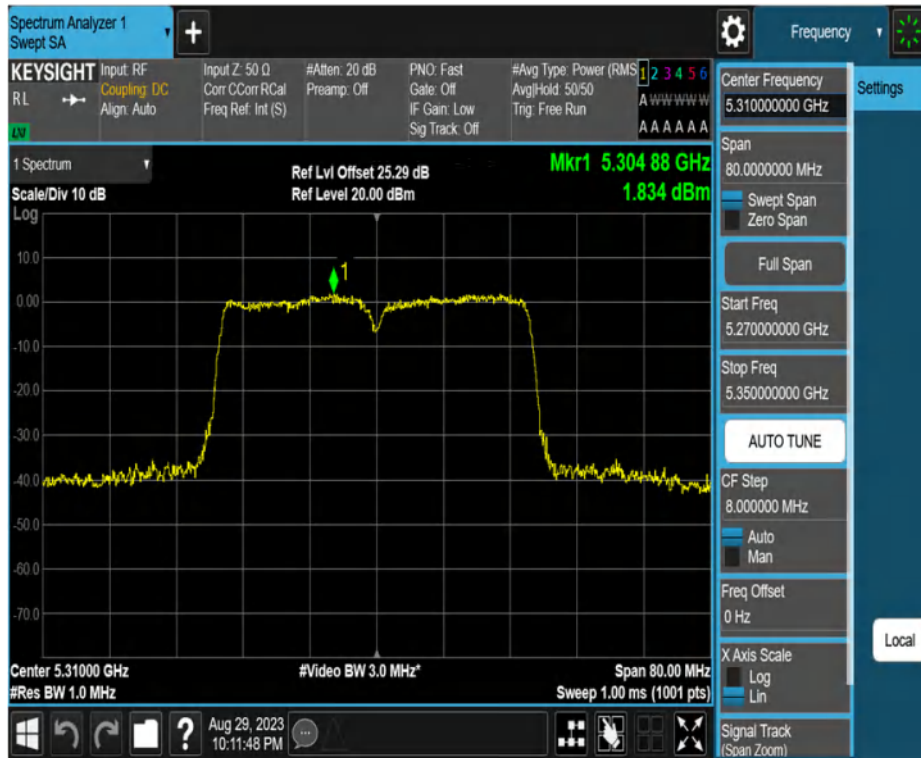 Spectrum Analyzer 1
Swept SA
+
Frequency
KEYSIGHT
RL
LXI
Input: RF
Coupling: DC
Align: Auto
Input Z: 50 Ω
Corr CCorr RCal
Freq Ref: Int (S)
#Atten: 20 dB
Preamp: Off
PNO: Fast
Gate: Off
IF Gain: Low
Sig Track: Off
#Avg Type: Power (RMS
Avg|Hold: 50/50
Trig: Free Run
1 2 3 4 5 6
A W W W W W
A A A A A A
Center Frequency
5.310000000 GHz
Settings
1 Spectrum
Scale/Div 10 dB
Log
Ref Lvl Offset 25.29 dB
Ref Level 20.00 dBm
Mkr1 5.304 88 GHz
1.834 dBm
Span
80.0000000 MHz
Swept Span
Zero Span
Full Span
Start Freq
5.270000000 GHz
Stop Freq
5.350000000 GHz
AUTO TUNE
CF Step
8.000000 MHz
Auto
Man
Freq Offset
0 Hz
X Axis Scale
Log
Lin
Local
Signal Track
(Span Zoom)
10.0
0.00
-10.0
-20.0
-30.0
-40.0
-50.0
-60.0
-70.0
1
Center 5.31000 GHz
#Res BW 1.0 MHz
#Video BW 3.0 MHz*
Span 80.00 MHz
Sweep 1.00 ms (1001 pts)
?
Aug 29, 2023
10:11:48 PM